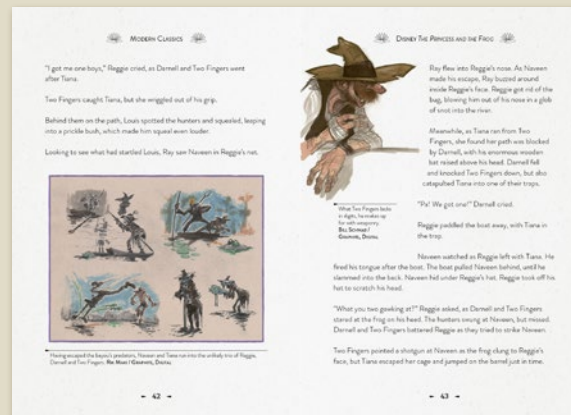 MODERN CLASSICS
"I got me one boys," Reggie cried, as Darnell and Two Fingers went
after Tiana.
Two Fingers caught Tiana, but she wriggled out of his grip.
Behind them on the path, Louis spotted the hunters and squealed, leaping
into a prickle bush, which made him squeal even louder.
Looking to see what had startled Louis, Ray saw Naveen in Reggie's net.
Having escaped the bayou's predators, Naveen and Tiana run into the unlikely trio of Reggie,
Darnell and Two Fingers. / GRAPHITE, DIGITAL
42
DISNEY THE PRINCESS AND THE FROG
Ray flew into Reggie's nose. As Naveen
made his escape, Ray buzzed around
inside Reggie's face. Reggie got rid of the
bug, blowing him out of his nose in a glob
of snot into the river.
Meanwhile, as Tiana ran from Two
Fingers, she found her path was blocked
by Darnell, with his enormous wooden
bat raised above his head. Darnell fell
and knocked Two Fingers down, but also
catapulted Tiana into one of their traps.
"Pa! We got one!" Darnell cried.
Reggie paddled the boat away, with Tiana in
the trap.
What Two Fingers lacks
in digits, he makes up
for with weaponry.
BILL SCHWAB /
GRAPHITE, DIGITAL
Naveen watched as Reggie left with Tiana. He
fired his tongue after the boat. The boat pulled Naveen behind, until he
slammed into the back. Naveen hid under Reggie's hat. Reggie took off his
hat to scratch his head.
"What you two gawking at?" Reggie asked, as Darnell and Two Fingers
stared at the frog on his head. The hunters swung at Naveen, but missed.
Darnell and Two Fingers battered Reggie as they tried to strike Naveen.
Two Fingers pointed a shotgun at Naveen as the frog clung to Reggie's
face, but Tiana escaped her cage and jumped on the barrel just in time.
43